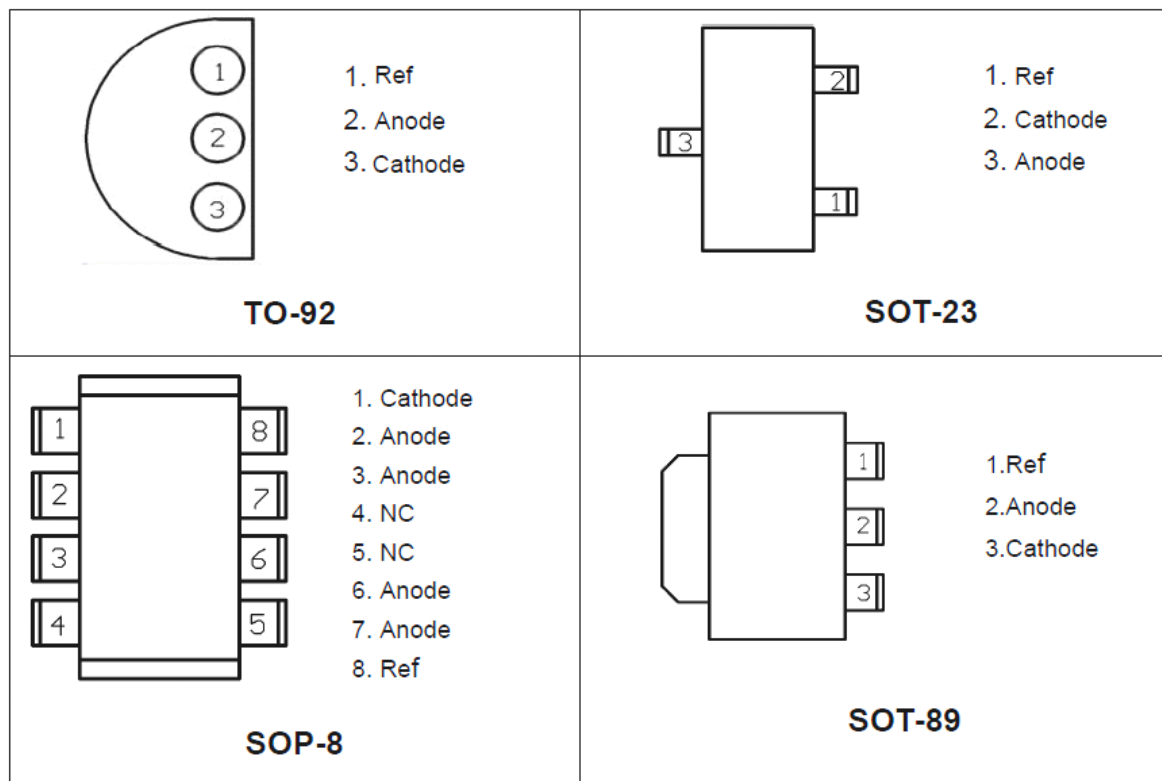 1
2
3
1. Ref
2. Anode
3. Cathode
TO-92
2
3
1
1. Ref
2. Cathode
3. Anode
SOT-23
1
2
3
4
8
7
6
5
1. Cathode
2. Anode
3. Anode
4. NC
5. NC
6. Anode
7. Anode
8. Ref
SOP-8
1
2
3
1.Ref
2.Anode
3.Cathode
SOT-89